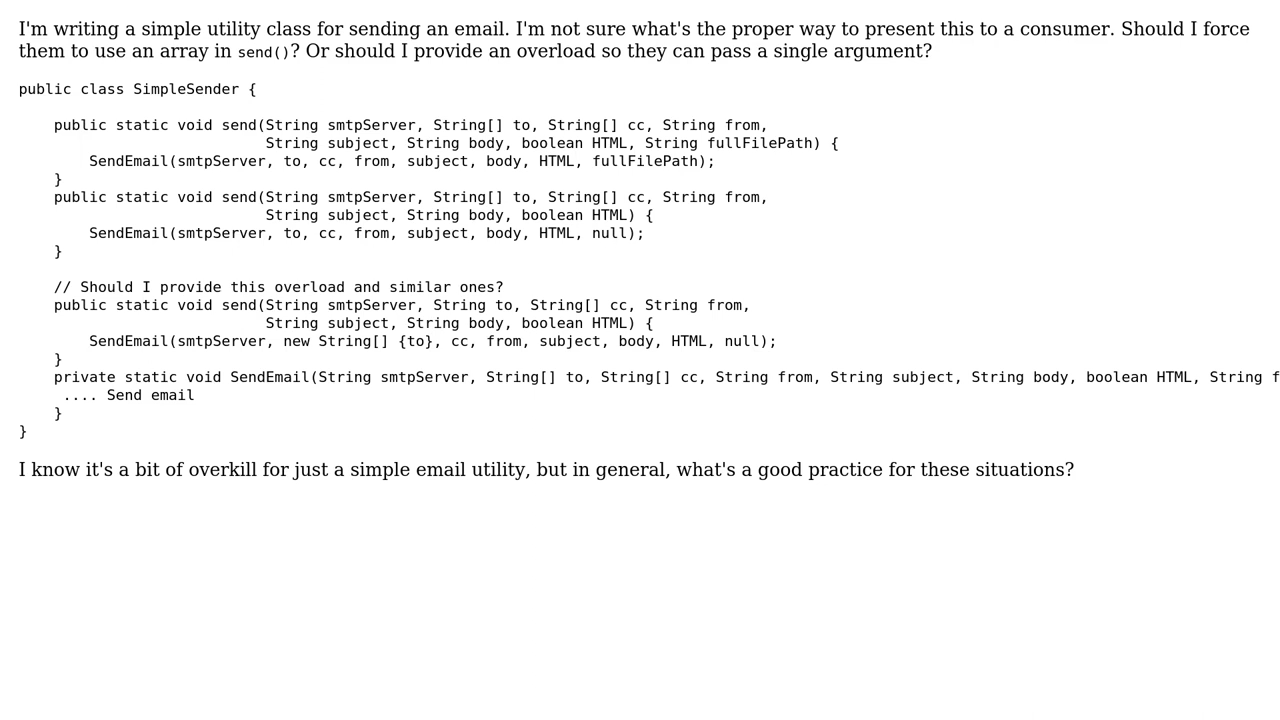 I'm writing a simple utility class for sending an email. I'm not sure what's the proper way to present this to a consumer. Should I force
them to use an array in send()? Or should I provide an overload so they can pass a single argument?
public class SimpleSender {
    public static void send(String smtpServer, String[] to, String[] cc, String from,
                            String subject, String body, boolean HTML, String fullFilePath) {
        SendEmail(smtpServer, to, cc, from, subject, body, HTML, fullFilePath);
    }
    public static void send(String smtpServer, String[] to, String[] cc, String from,
                            String subject, String body, boolean HTML) {
        SendEmail(smtpServer, to, cc, from, subject, body, HTML, null);
    }
    // Should I provide this overload and similar ones?
    public static void send(String smtpServer, String to, String[] cc, String from,
                            String subject, String body, boolean HTML) {
        SendEmail(smtpServer, new String[] {to}, cc, from, subject, body, HTML, null);
    }
    private static void SendEmail(String smtpServer, String[] to, String[] cc, String from, String subject, String body, boolean HTML, String f
     .... Send email
    }
}
I know it's a bit of overkill for just a simple email utility, but in general, what's a good practice for these situations?